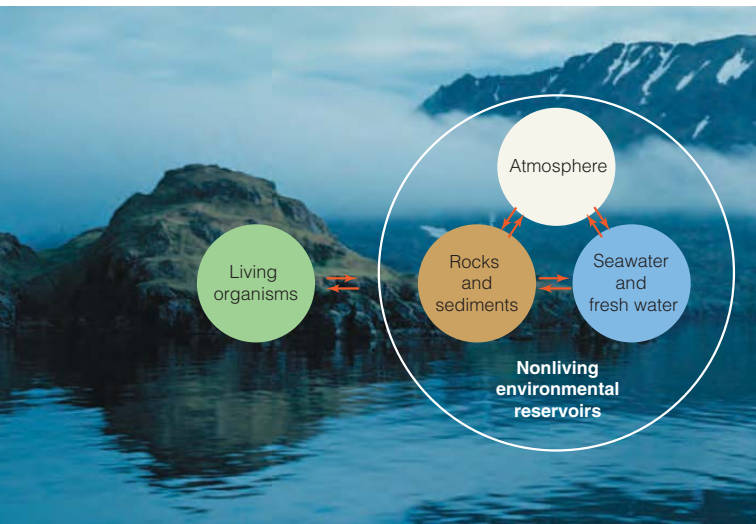 Atmosphere
Living
organisms
Rocks
and
sediments
Seawater
and
fresh water
Nonliving
environmental
reservoirs